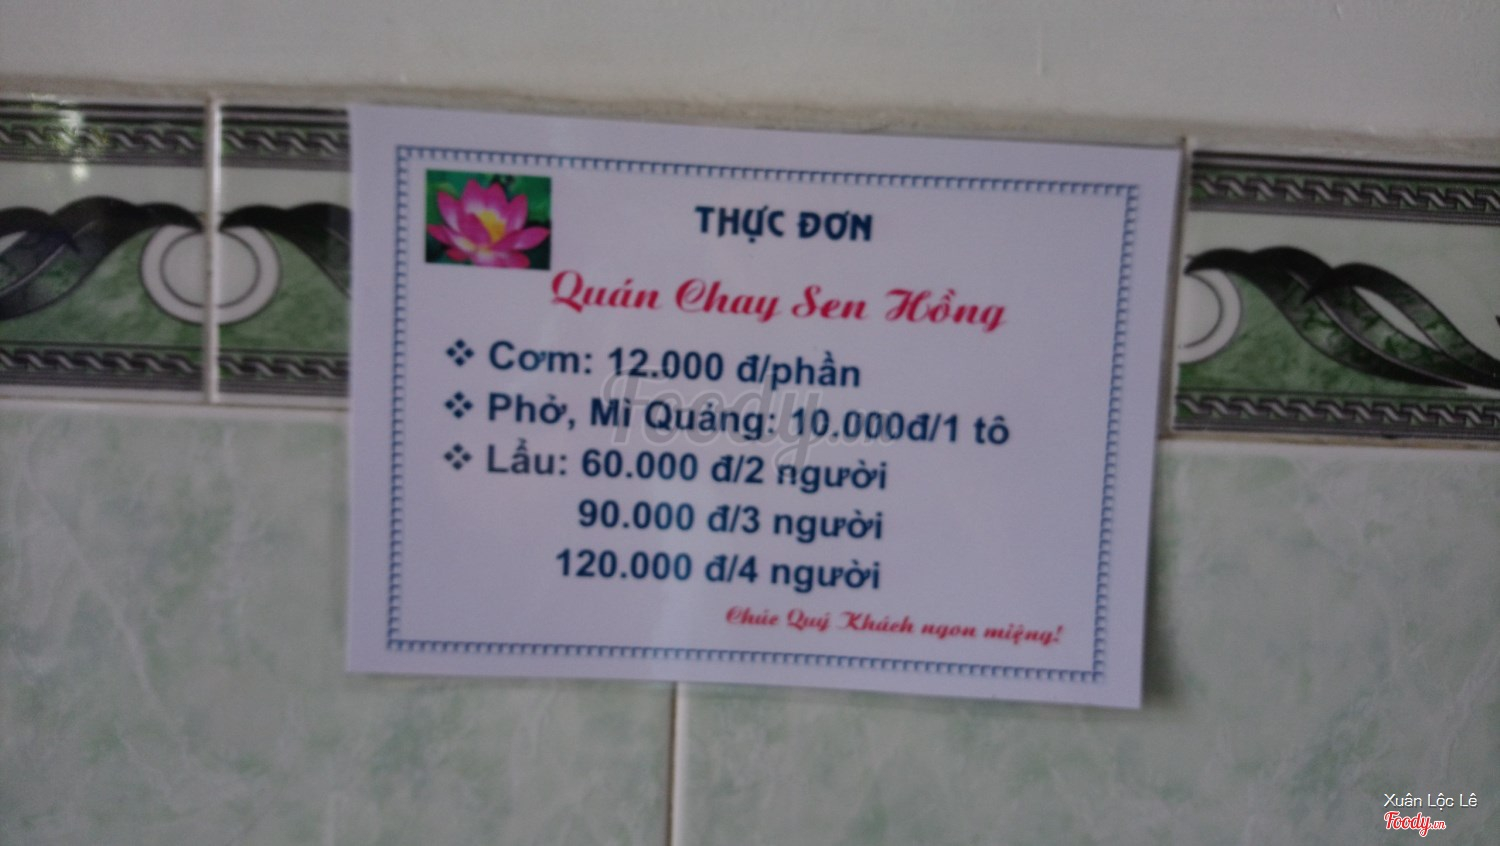 THỰC ĐƠN
Quán Chay Sen Hồng
❖ Cơm: 12.000 đ/phần
❖ Phở, Mì Quảng: 10.000đ/1 tô
❖ Lẩu: 60.000 đ/2 người
90.000 đ/3 người
120.000 đ/4 người
Chúc Quý Khách ngon miệng!
Foody.vn
Xuân Lộc Lê
Foody.vn